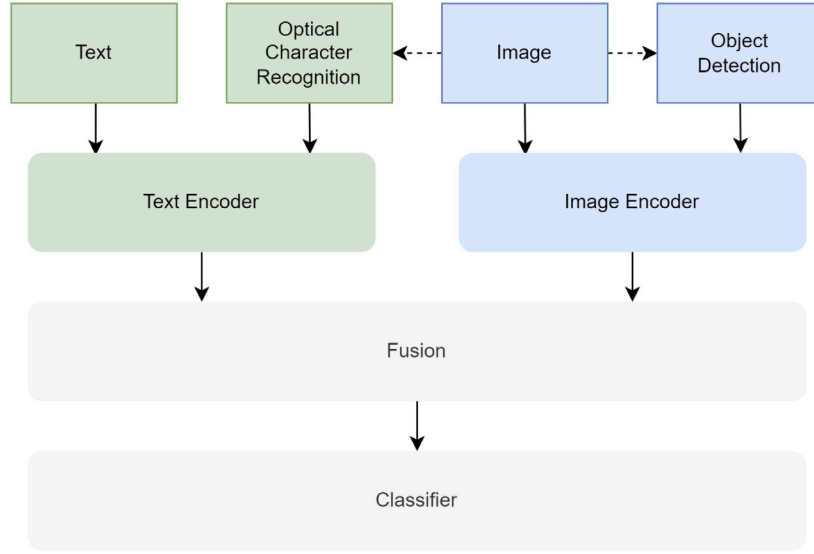 Text
Optical
Character
Recognition
Image
Object
Detection
Text Encoder
Image Encoder
Fusion
Classifier